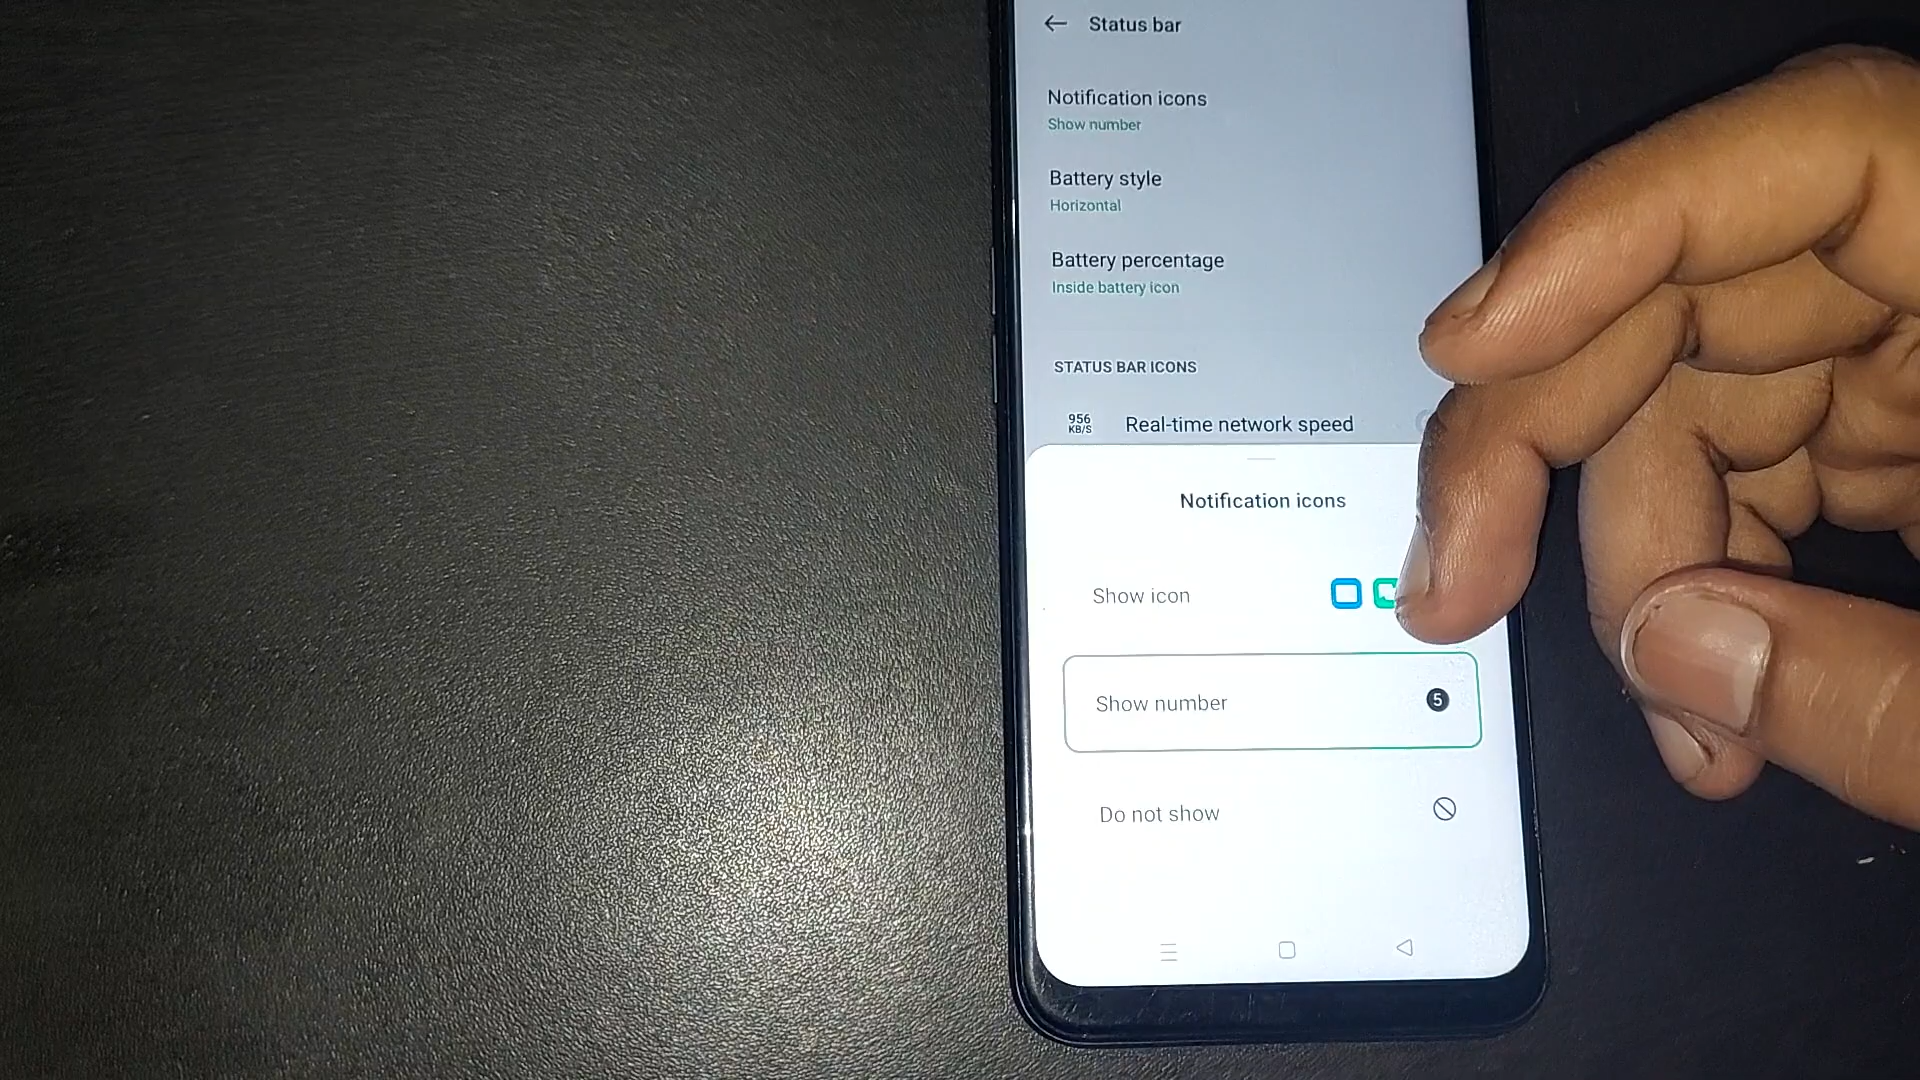 Status bar
Notification icons
Show number
Battery style
Horizontal
Battery percentage
Inside battery icon
STATUS BAR ICONS
956
KB/S
Real-time network speed
Notification icons
Show icon
Show number
5
Do not show